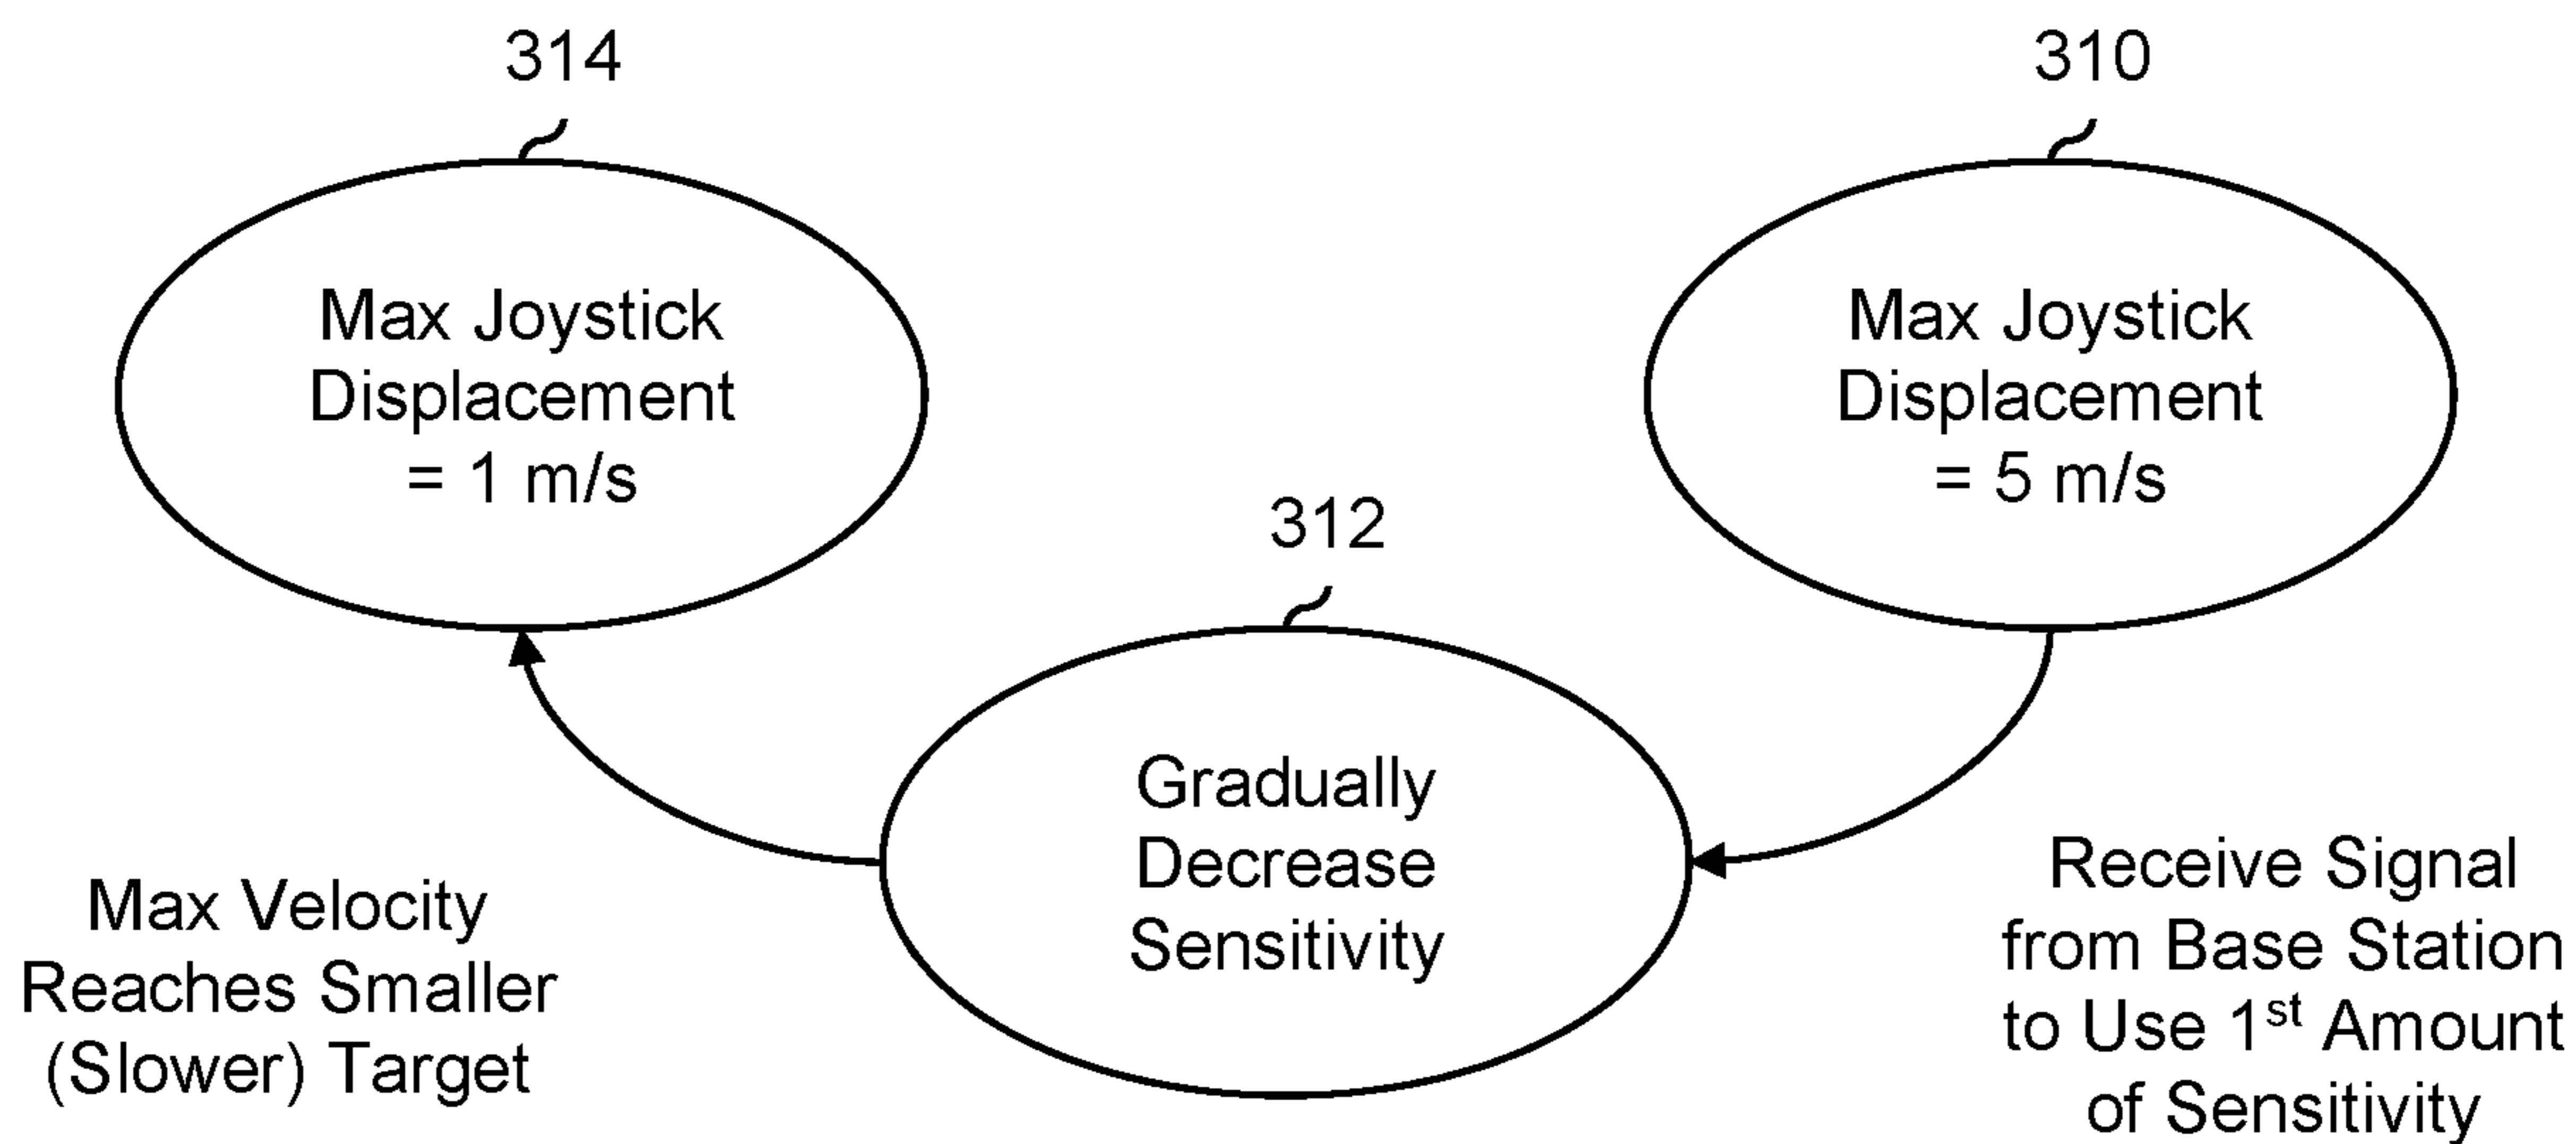 314
310
Max Joystick
Displacement
= 1 m/s
Max Joystick
Displacement
= 5 m/s
312
Gradually
Decrease
Sensitivity
Max Velocity
Reaches Smaller
(Slower) Target
Receive Signal
from Base Station
to Use 1st Amount
of Sensitivity